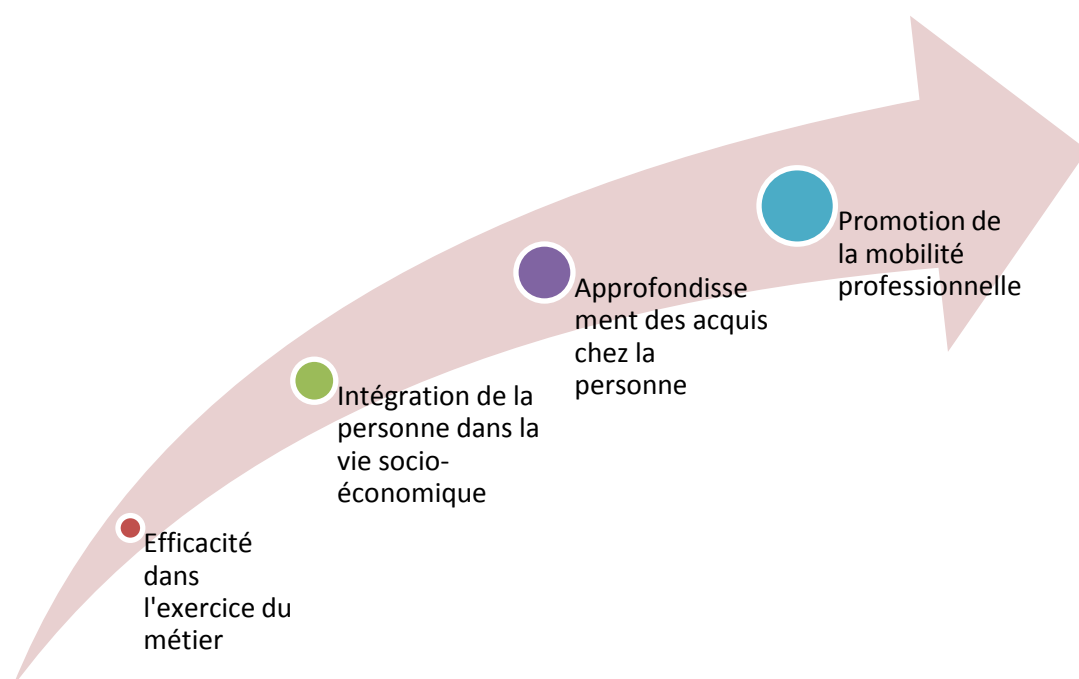 Promotion de
la mobilité
professionnelle
Approfondisse
ment des acquis
chez la
personne
Intégration de la
personne dans la
vie socio-
économique
Efficacité
dans
l'exercice du
métier